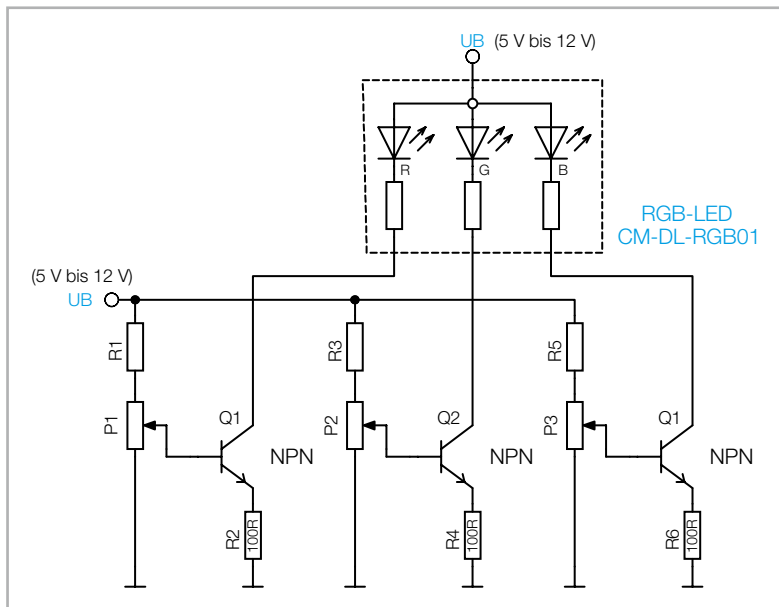 UB (5 V bis 12 V)
R
G
B
RGB-LED
CM-DL-RGB01
(5 V bis 12 V)
UB
R1
R3
R5
P1
Q1
P2
Q2
P3
Q1
NPN
NPN
NPN
R2
100R
R4
100R
R6
100R